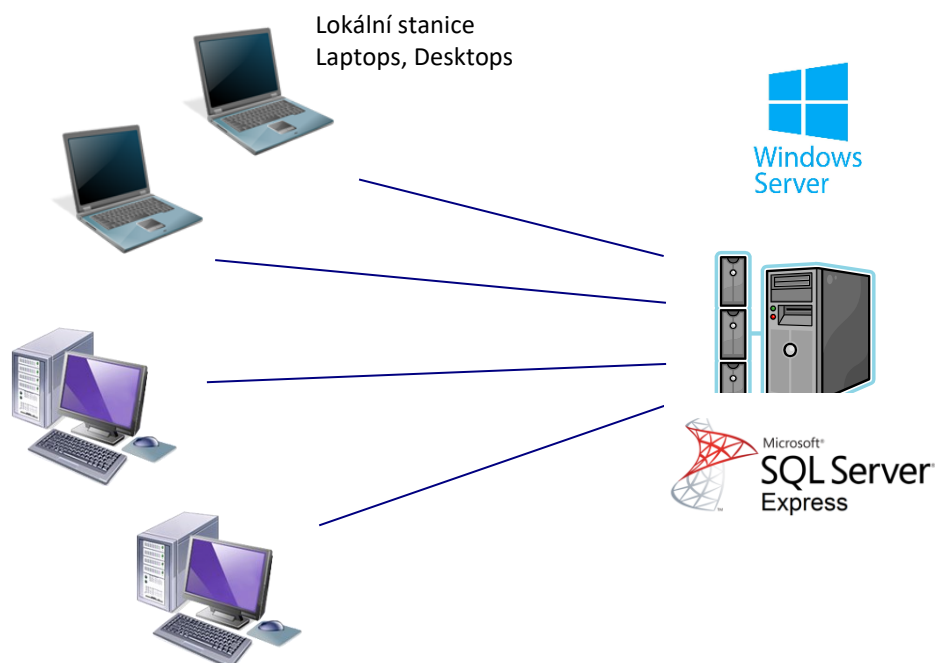 Lokální stanice
Laptops, Desktops
Windows
Server
Microsoft®
SQL Server®
Express